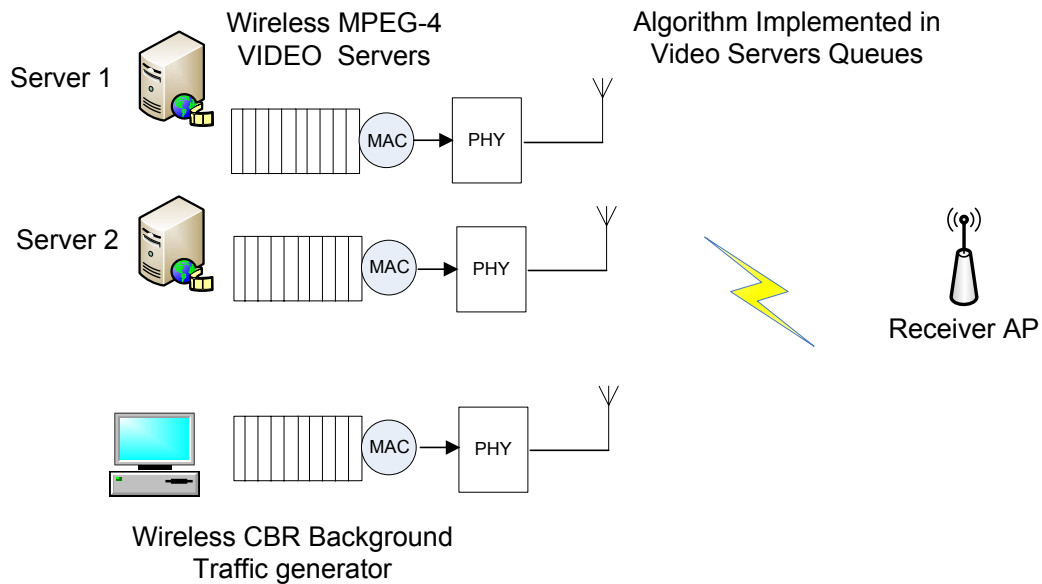 Wireless MPEG-4
VIDEO Servers
Algorithm Implemented in
Video Servers Queues
Server 1
MAC
PHY
Server 2
MAC
PHY
Receiver AP
MAC
PHY
Wireless CBR Background
Traffic generator